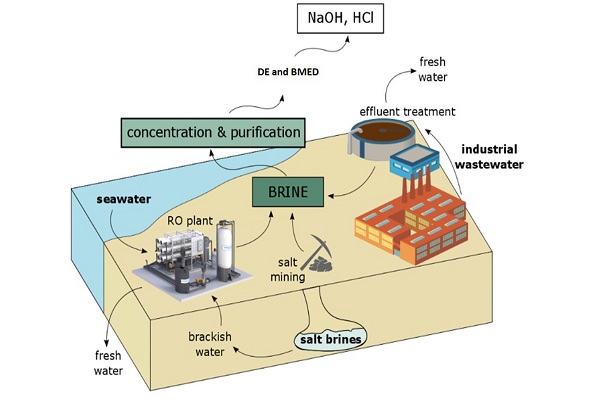 NaOH, HCl
DE and BMED
fresh
water
effluent treatment
concentration & purification
industrial
wastewater
BRINE
seawater
RO plant
salt
mining
brackish
water
salt brines
fresh
water